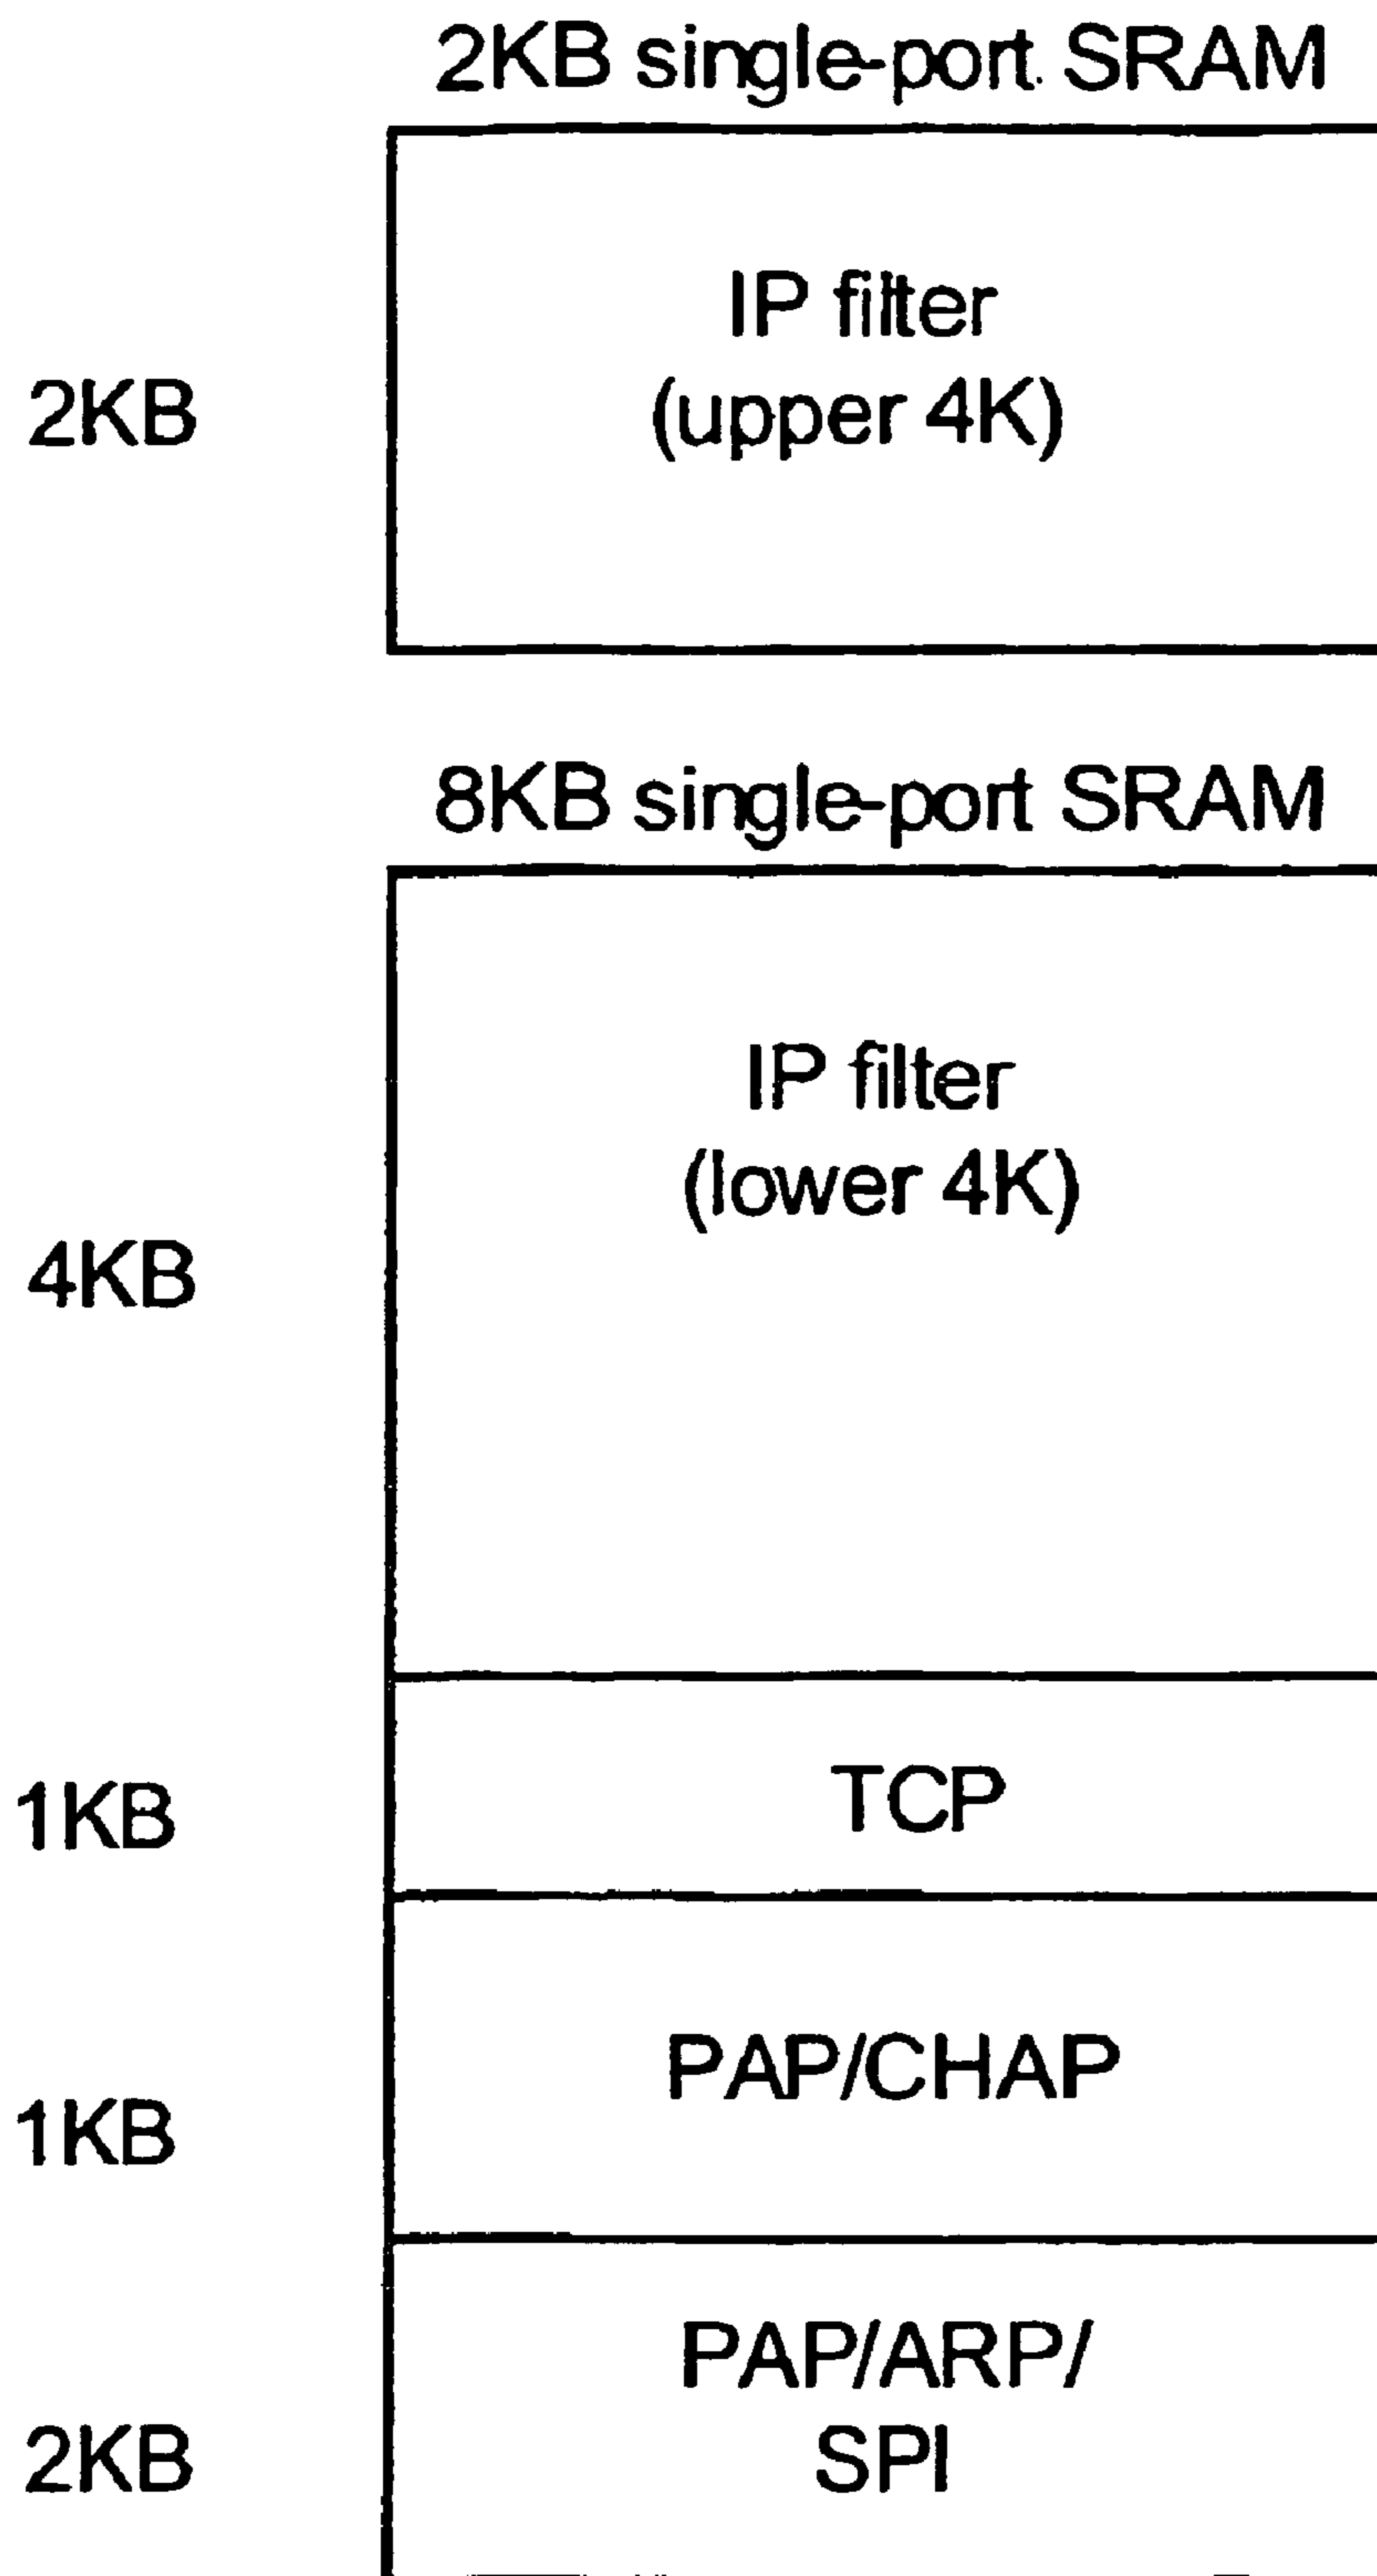 2KB single-port SRAM
IP filter
(upper 4K)
2KB
8KB single-port SRAM
IP filter
(lower 4K)
4KB
TCP
1KB
PAP/CHAP
1KB
PAP/ARP/
SPI
2KB